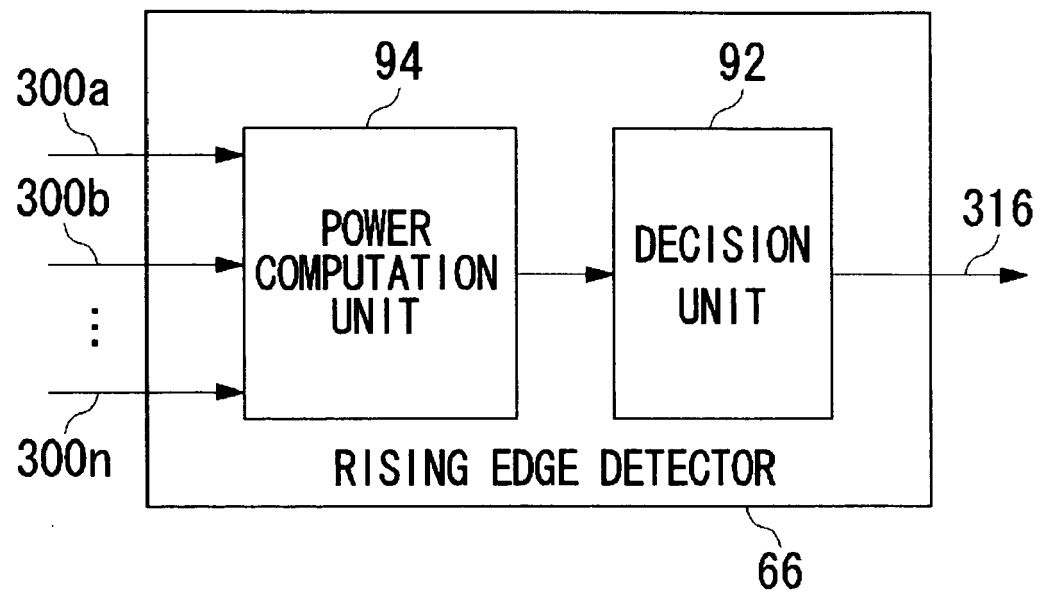 94
92
300a
300b
...
300n
POWER
COMPUTATION
UNIT
DECISION
UNIT
316
RISING EDGE DETECTOR
66